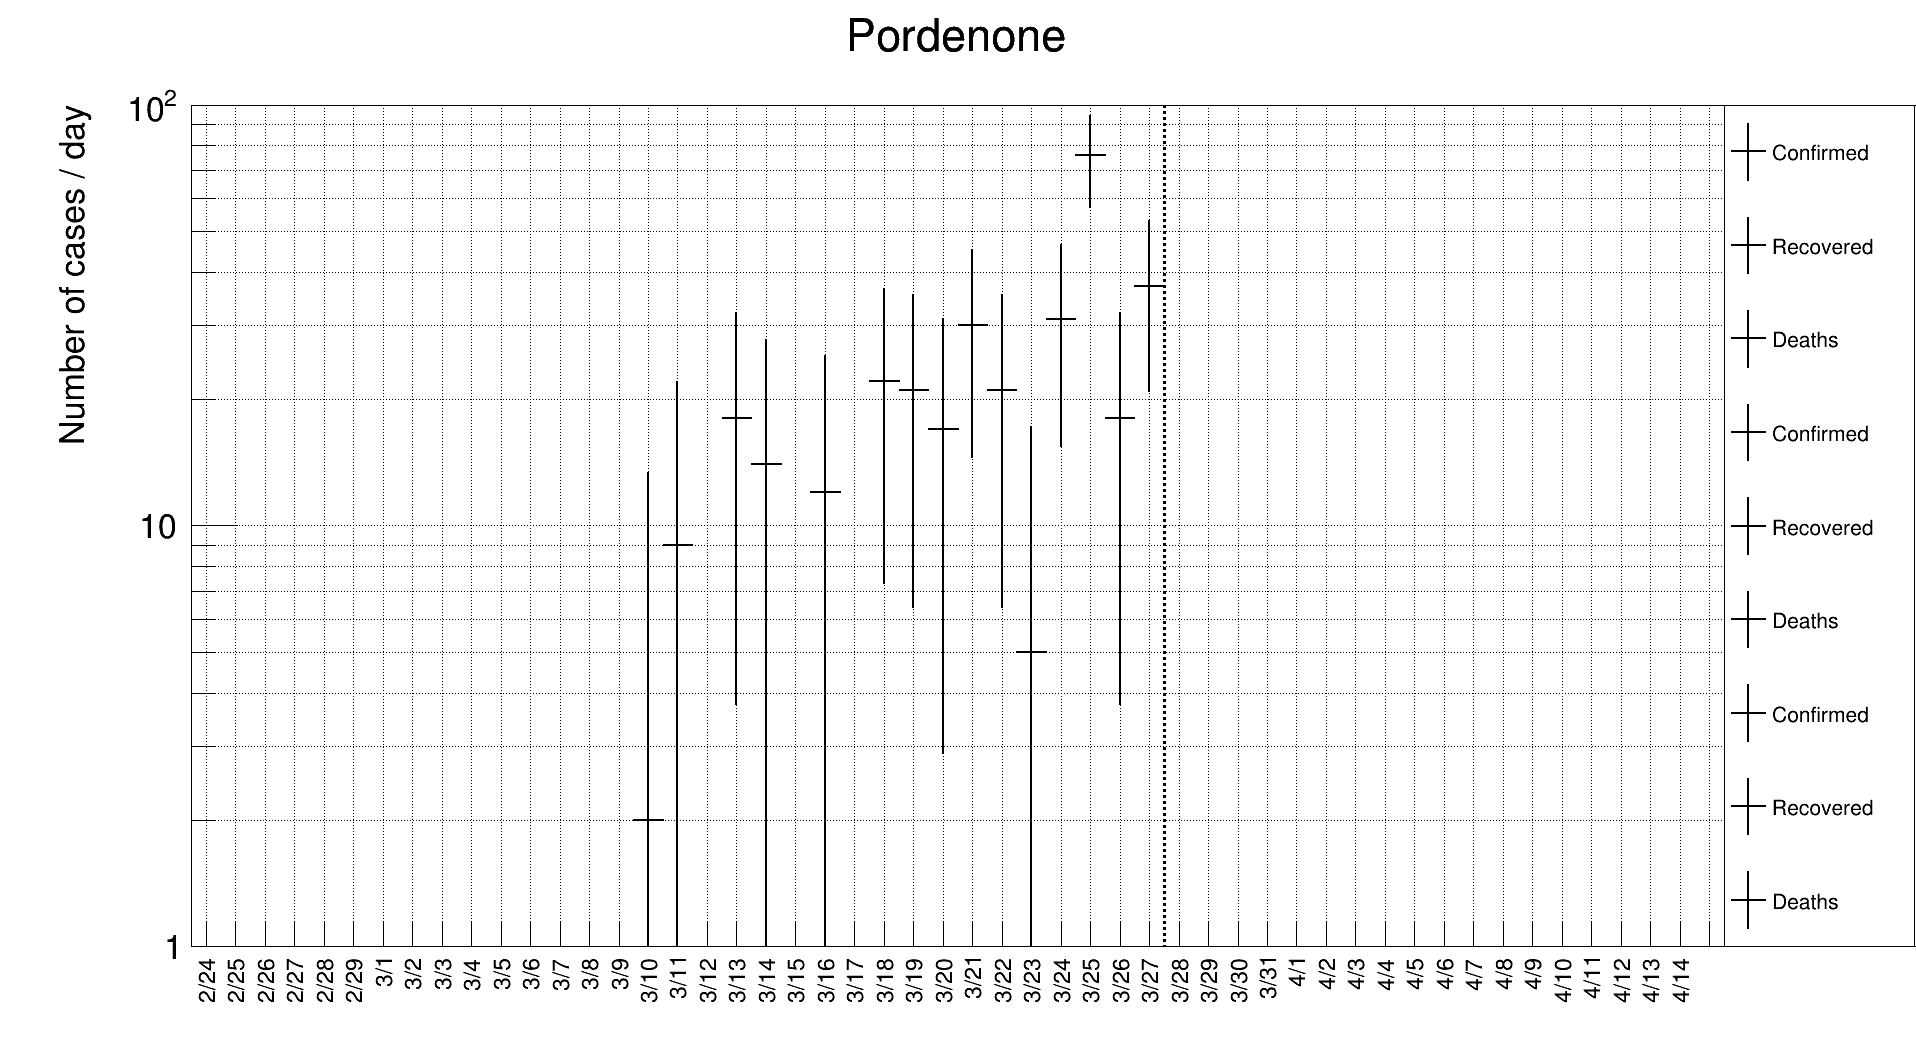 Pordenone
Number of cases / day
10²
10
1
2/24 2/25 2/26 2/27 2/28 2/29 3/1 3/2 3/3 3/4 3/5 3/6 3/7 3/8 3/9 3/10 3/11 3/12 3/13 3/14 3/15 3/16 3/17 3/18 3/19 3/20 3/21 3/22 3/23 3/24 3/25 3/26 3/27 3/28 3/29 3/30 3/31 4/1 4/2 4/3 4/4 4/5 4/6 4/7 4/8 4/9 4/10 4/11 4/12 4/13 4/14
Confirmed
Recovered
Deaths
Confirmed
Recovered
Deaths
Confirmed
Recovered
Deaths